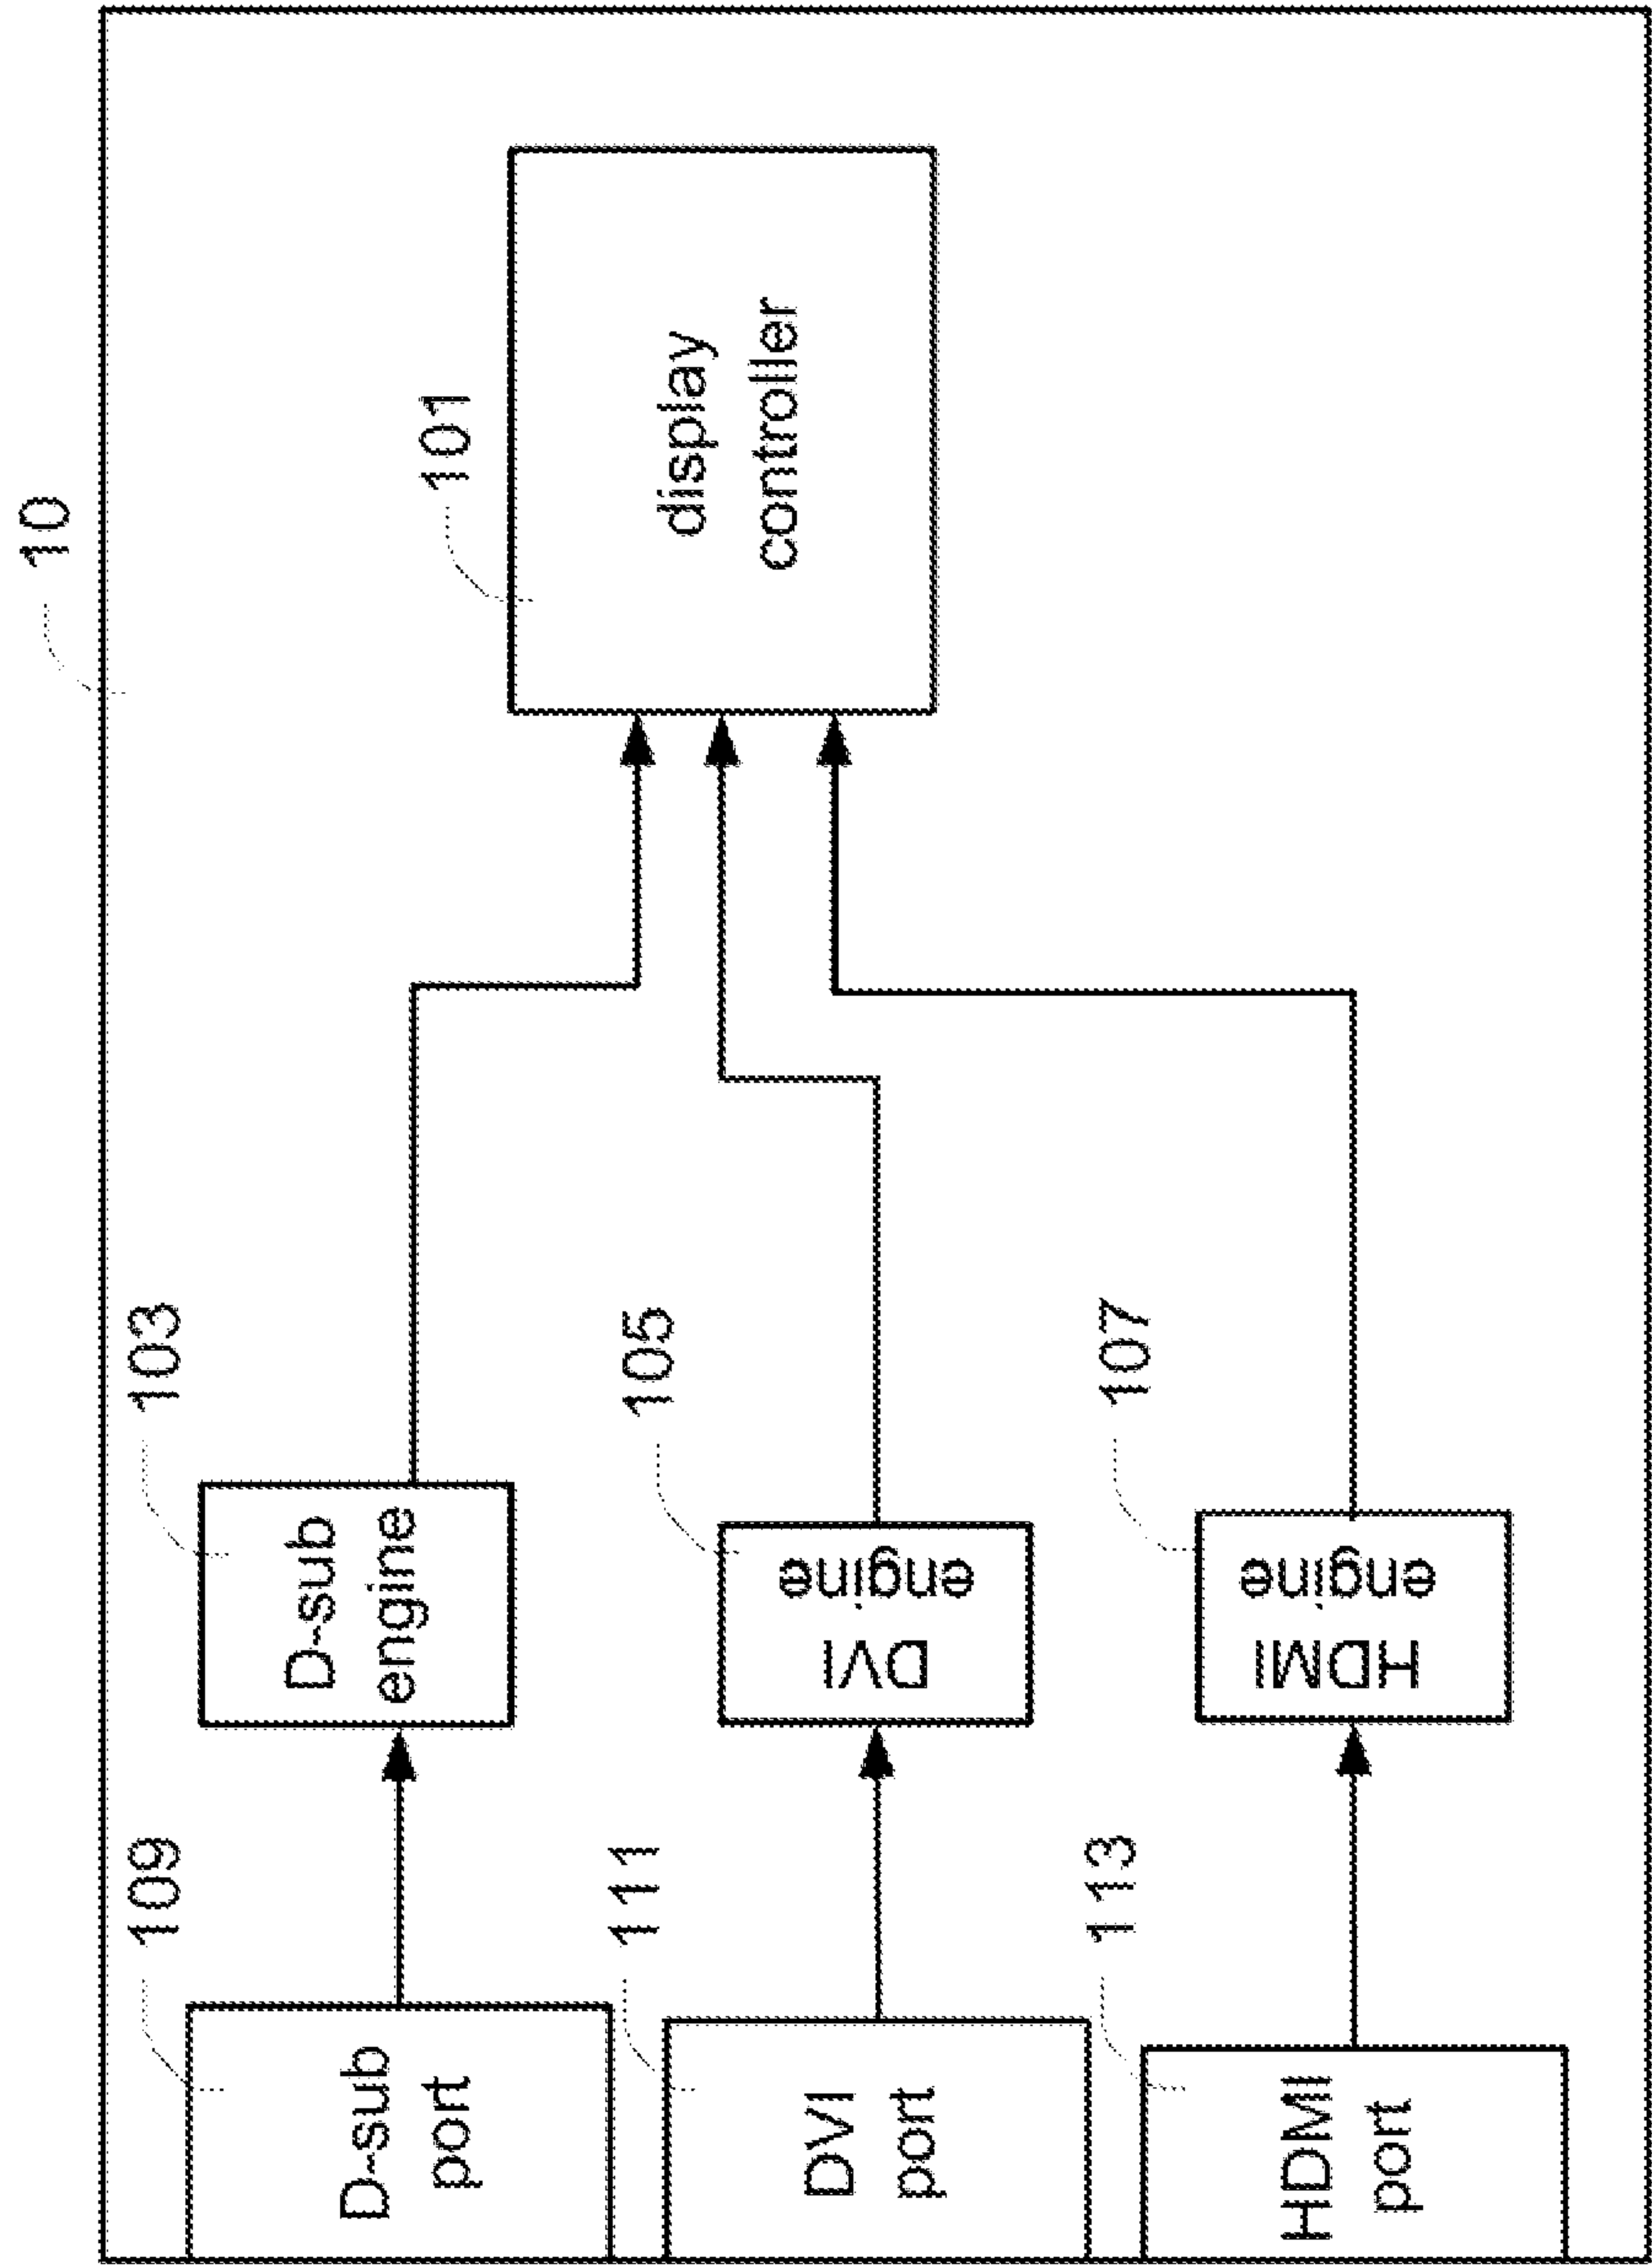 10
101
display
controller
103
D-sub
engine
105
DVI
engine
107
HDMI
engine
109
D-sub
port
111
DVI
port
113
HDMI
port